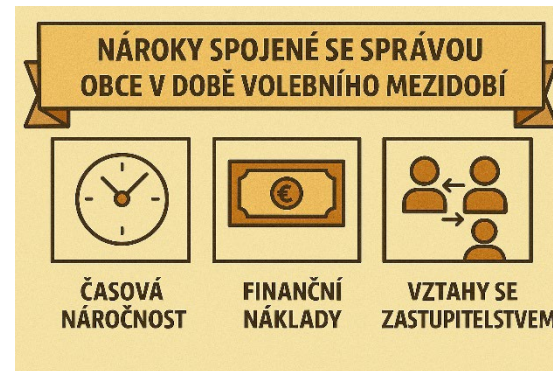 NÁROKY SPOJENÉ SE SPRÁVOU
OBCE V DOBĚ VOLEBNÍHO MEZIDOBÍ
€
ČASOVÁ
NÁROČNOST
FINANČNÍ
NÁKLADY
VZTAHY SE
ZASTUPITELSTVEM